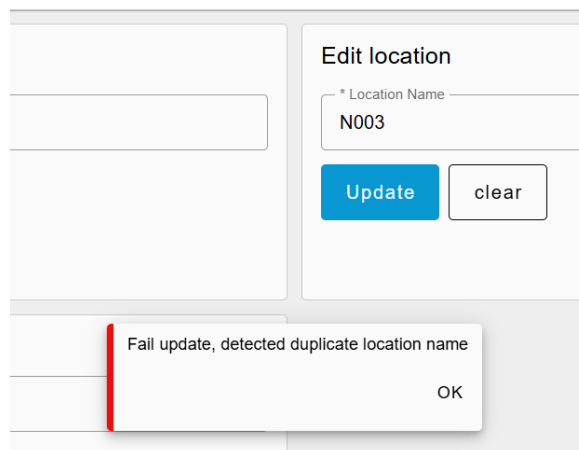 Edit location
* Location Name
N003
Update
clear
Fail update, detected duplicate location name
OK